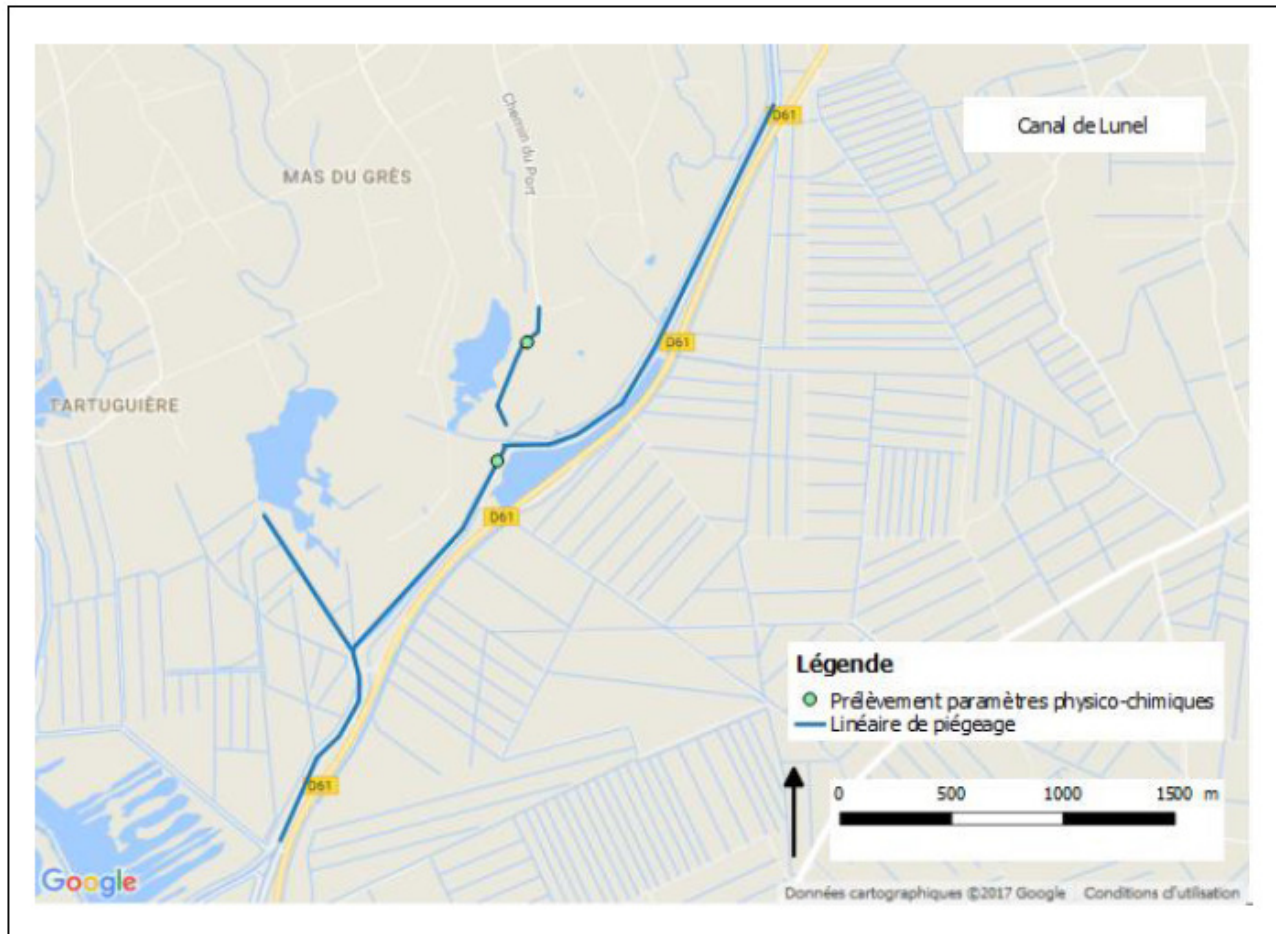 D61
Canal de Lunel
Chemin du Port
MAS DU GRÈS
D61
TARTUGUIÈRE
D61
Légende
Prélèvement paramètres physico-chimiques
Linéaire de piégeage
D61
0 500 1000 1500 m
Google
Données cartographiques ©2017 Google Conditions d'utilisation